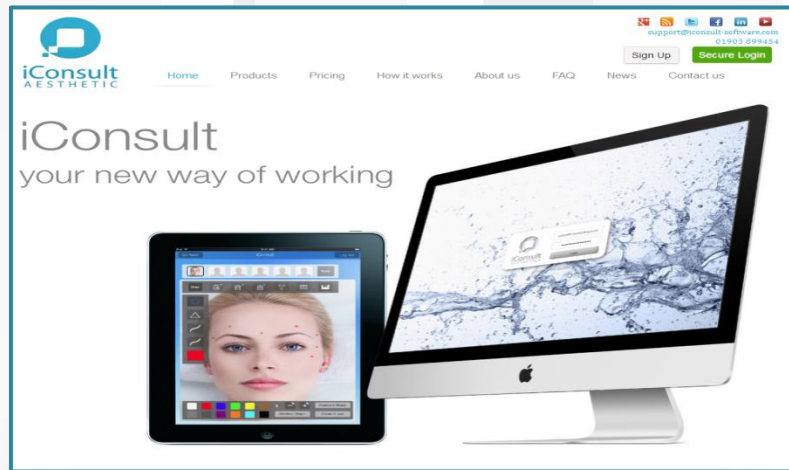 support@iconsult-software.com
01903 899454
Sign Up
Secure Login
iConsult
AESTHETIC
Home
Products
Pricing
How it works
About us
FAQ
News
Contact us
iConsult
your new way of working
iConsult